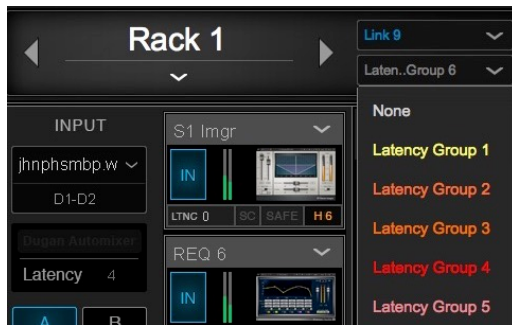 Rack 1
Link 9
Laten..Group 6
None
Latency Group 1
Latency Group 2
Latency Group 3
Latency Group 4
Latency Group 5
INPUT
jhnphsmbp.w
D1-D2
Dugan Automixer
Latency 4
A B
S1 Imgr
IN
LTNC 0 SC SAFE H 6
REQ 6
IN